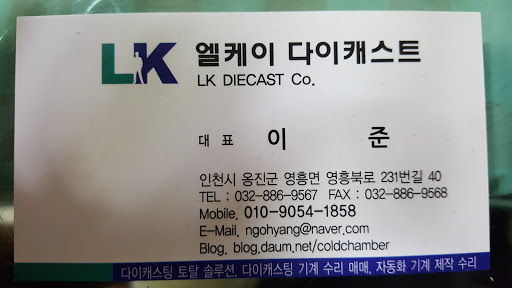 LK 엘케이 다이캐스트
LK DIECAST Co.
대 표 이 준
인천시 옹진군 영흥면 영흥북로 231번길 40
TEL : 032-886-9567 FAX : 032-886-9568
Mobile. 010-9054-1858
E-Mail. ngohyang@naver.com
Blog. blog.daum.net/coldchamber
다이캐스팅 토탈 솔루션, 다이캐스팅 기계 수리 매매, 자동화 기계 제작 수리